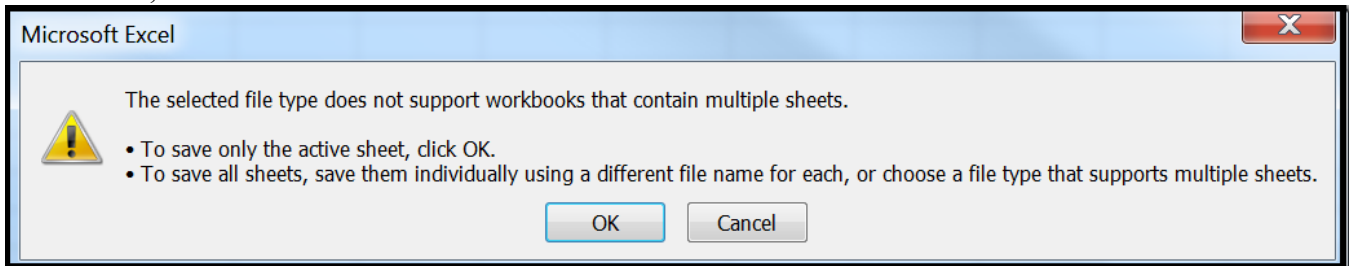 Microsoft Excel
The selected file type does not support workbooks that contain multiple sheets.
• To save only the active sheet, click OK.
• To save all sheets, save them individually using a different file name for each, or choose a file type that supports multiple sheets.
OK Cancel